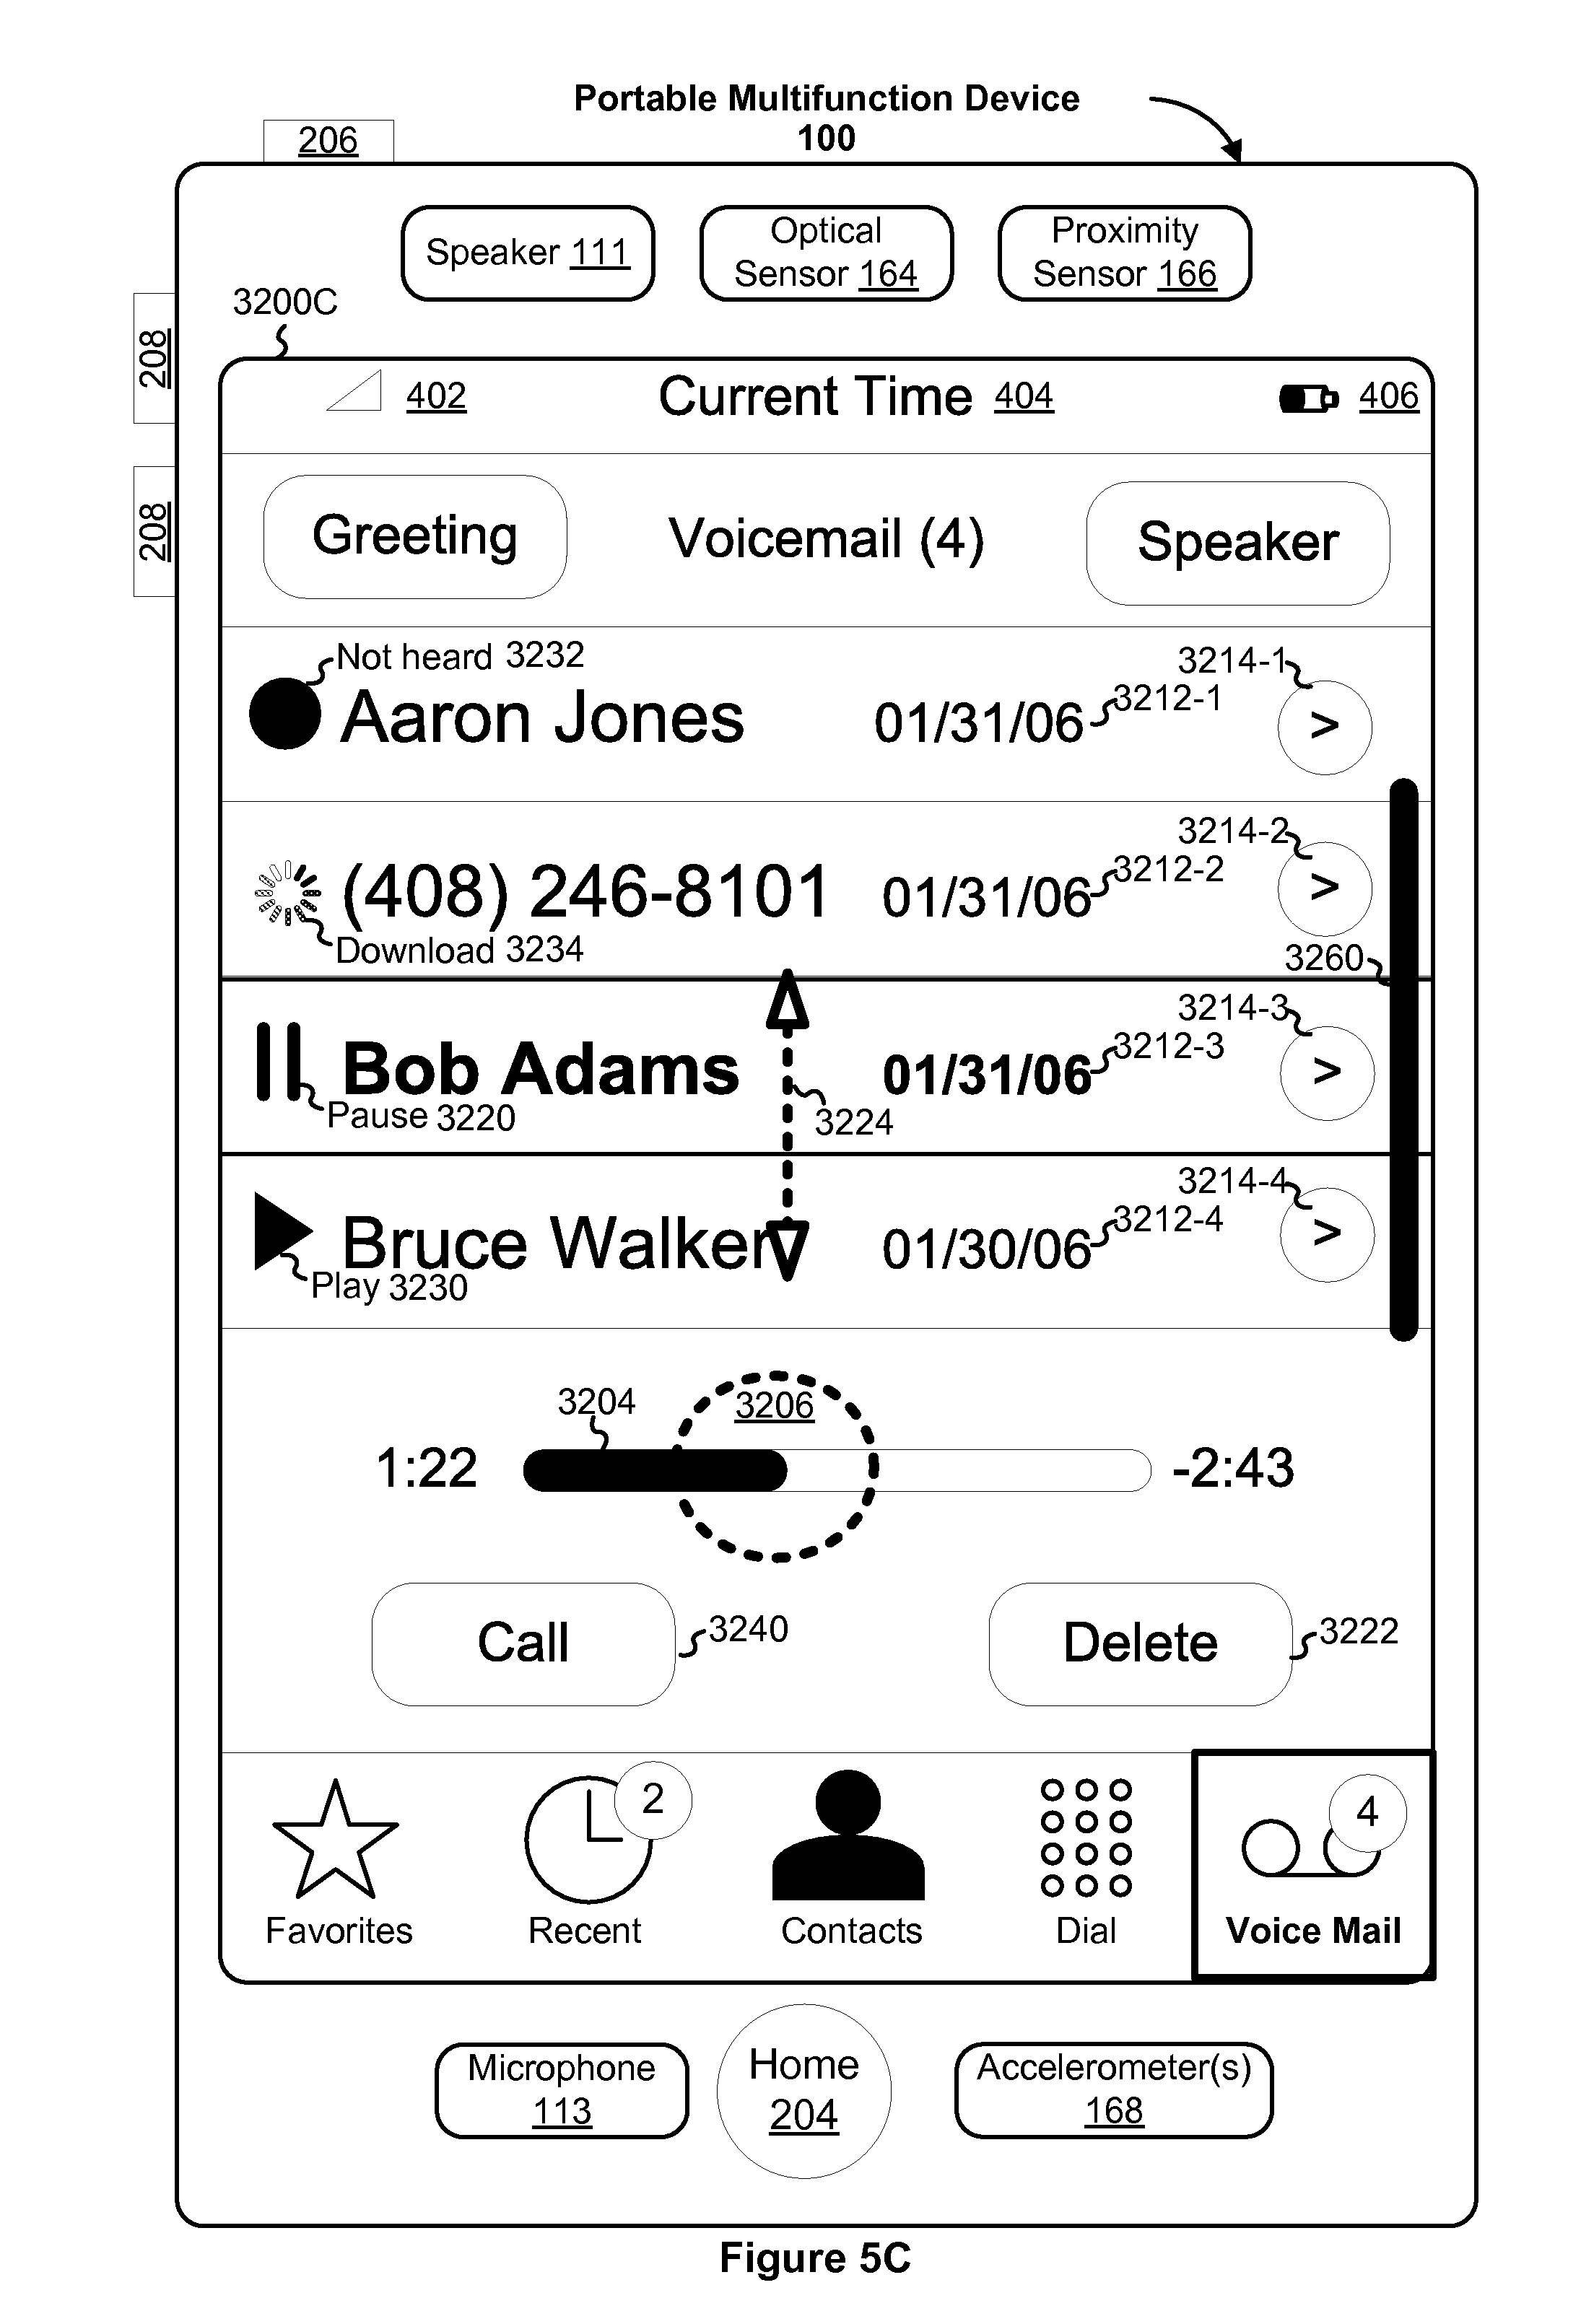 Portable Multifunction Device
100
206
Speaker 111
Optical
Sensor 164
Proximity
Sensor 166
3200C
208
208
402
Current Time 404
406
Greeting
Voicemail (4)
Speaker
Not heard 3232
3214-1
Aaron Jones
01/31/06
3212-1
>
3214-2
(408) 246-8101
01/31/06
3212-2
>
Download 3234
3260
3214-3
Bob Adams
01/31/06
3212-3
>
Pause 3220
3224
3214-4
Bruce Walker
01/30/06
3212-4
>
Play 3230
3204
3206
1:22
-2:43
Call
3240
Delete
3222
2
4
Favorites
Recent
Contacts
Dial
Voice Mail
Microphone
113
Home
204
Accelerometer(s)
168
Figure 5C